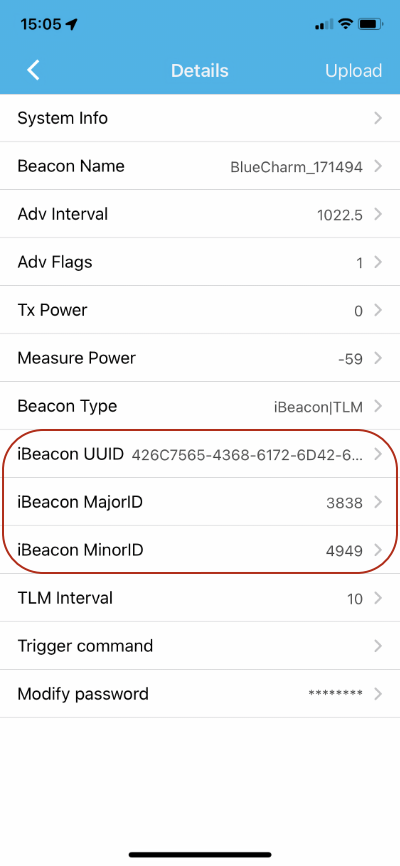 15:05
Details
Upload
System Info
Beacon Name BlueCharm_171494
Adv Interval 1022.5
Adv Flags 1
Tx Power 0
Measure Power -59
Beacon Type iBeacon|TLM
iBeacon UUID 426C7565-4368-6172-6D42-6...
iBeacon MajorID 3838
iBeacon MinorID 4949
TLM Interval 10
Trigger command
Modify password ********